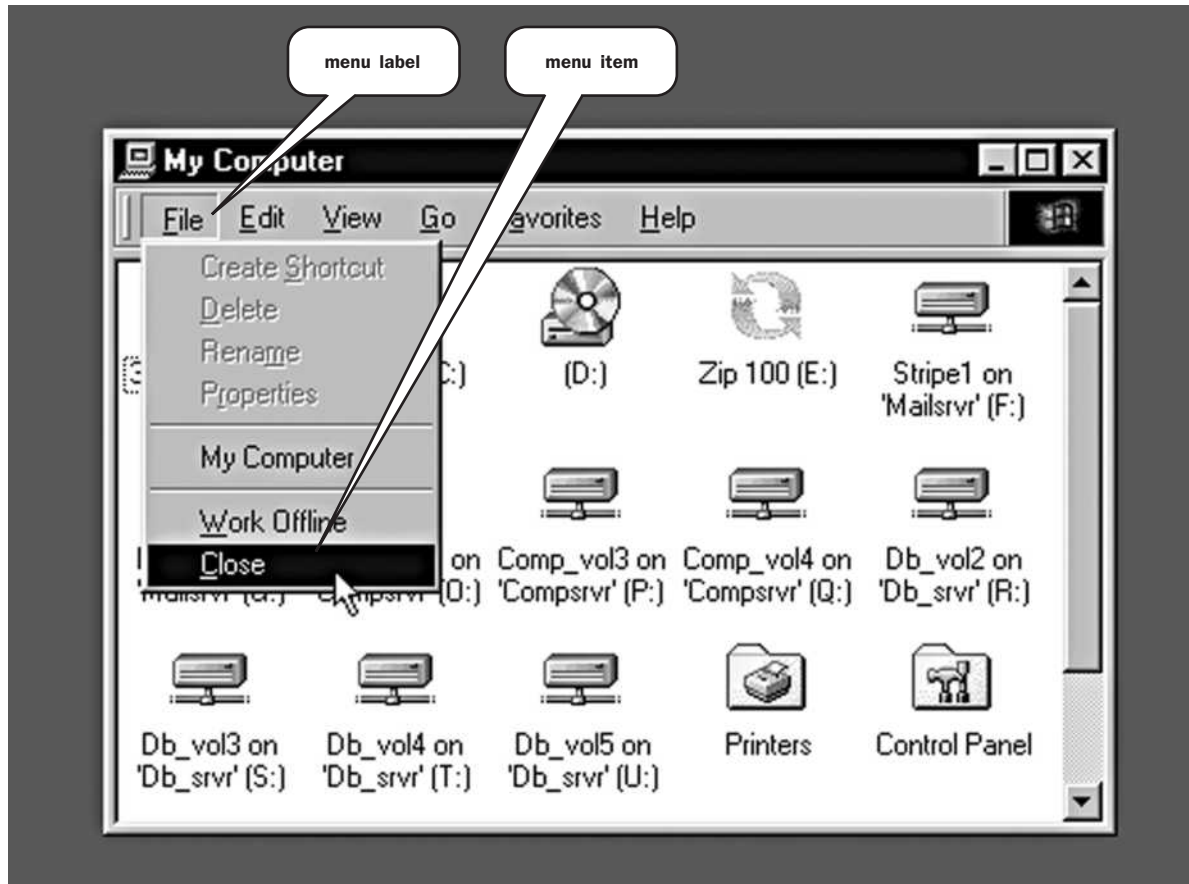 menu label
menu item
My Computer
File Edit View Go avorites Help
Create Shortcut
Delete
Rename
Properties
My Computer
Work Offline
Close
C:)
(D:)
Zip 100 (E:)
Stripe1 on
'Mailsrvr' (F:)
on
Comp_vol3 on
'Compsrvr' (P:)
Comp_vol4 on
'Compsrvr' (Q:)
Db_vol2 on
'Db_srvr' (R:)
Db_vol3 on
'Db_srvr' (S:)
Db_vol4 on
'Db_srvr' (T:)
Db_vol5 on
'Db_srvr' (U:)
Printers
Control Panel